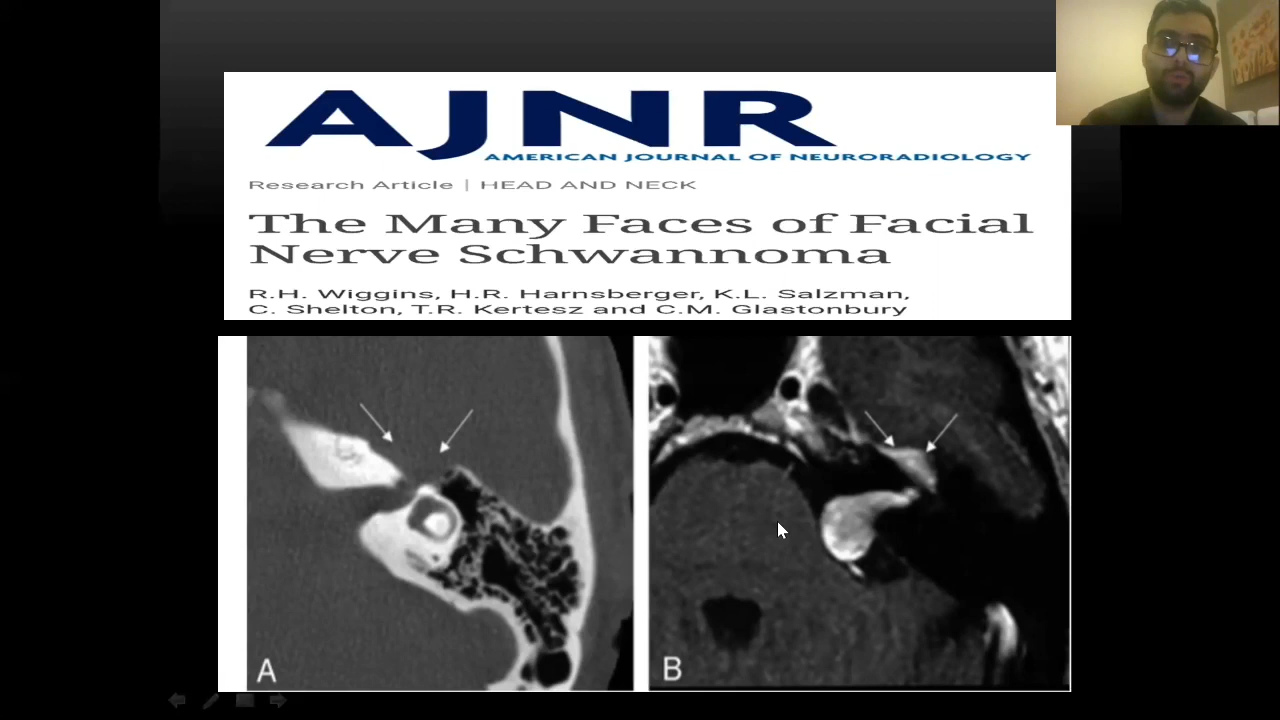 AJNR
AMERICAN JOURNAL OF NEURORADIOLOGY
Research Article | HEAD AND NECK
The Many Faces of Facial
Nerve Schwannoma
R.H. Wiggins, H.R. Harnsberger, K.L. Salzman,
C. Shelton, T.R. Kertesz and C.M. Glastonbury
A
B